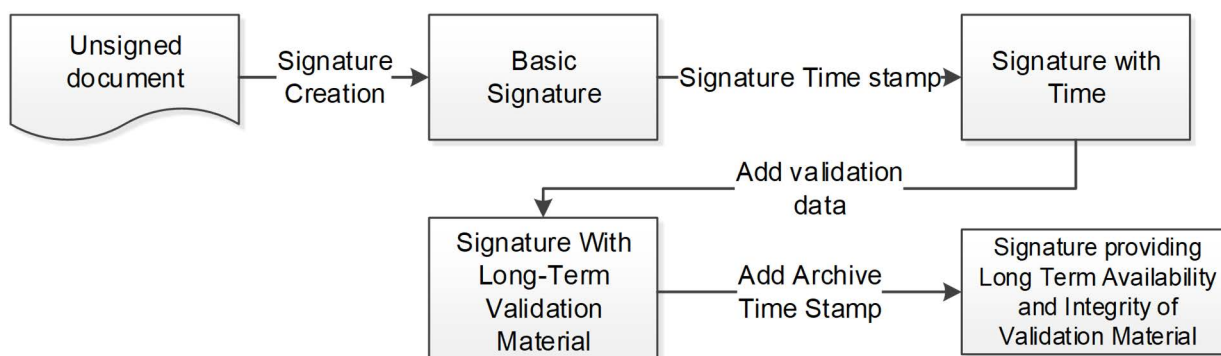 Unsigned
document
Signature
Creation
Basic
Signature
Signature Time stamp
Signature with
Time
Add validation
data
Signature With
Long-Term
Validation
Material
Add Archive
Time Stamp
Signature providing
Long Term Availability
and Integrity of
Validation Material